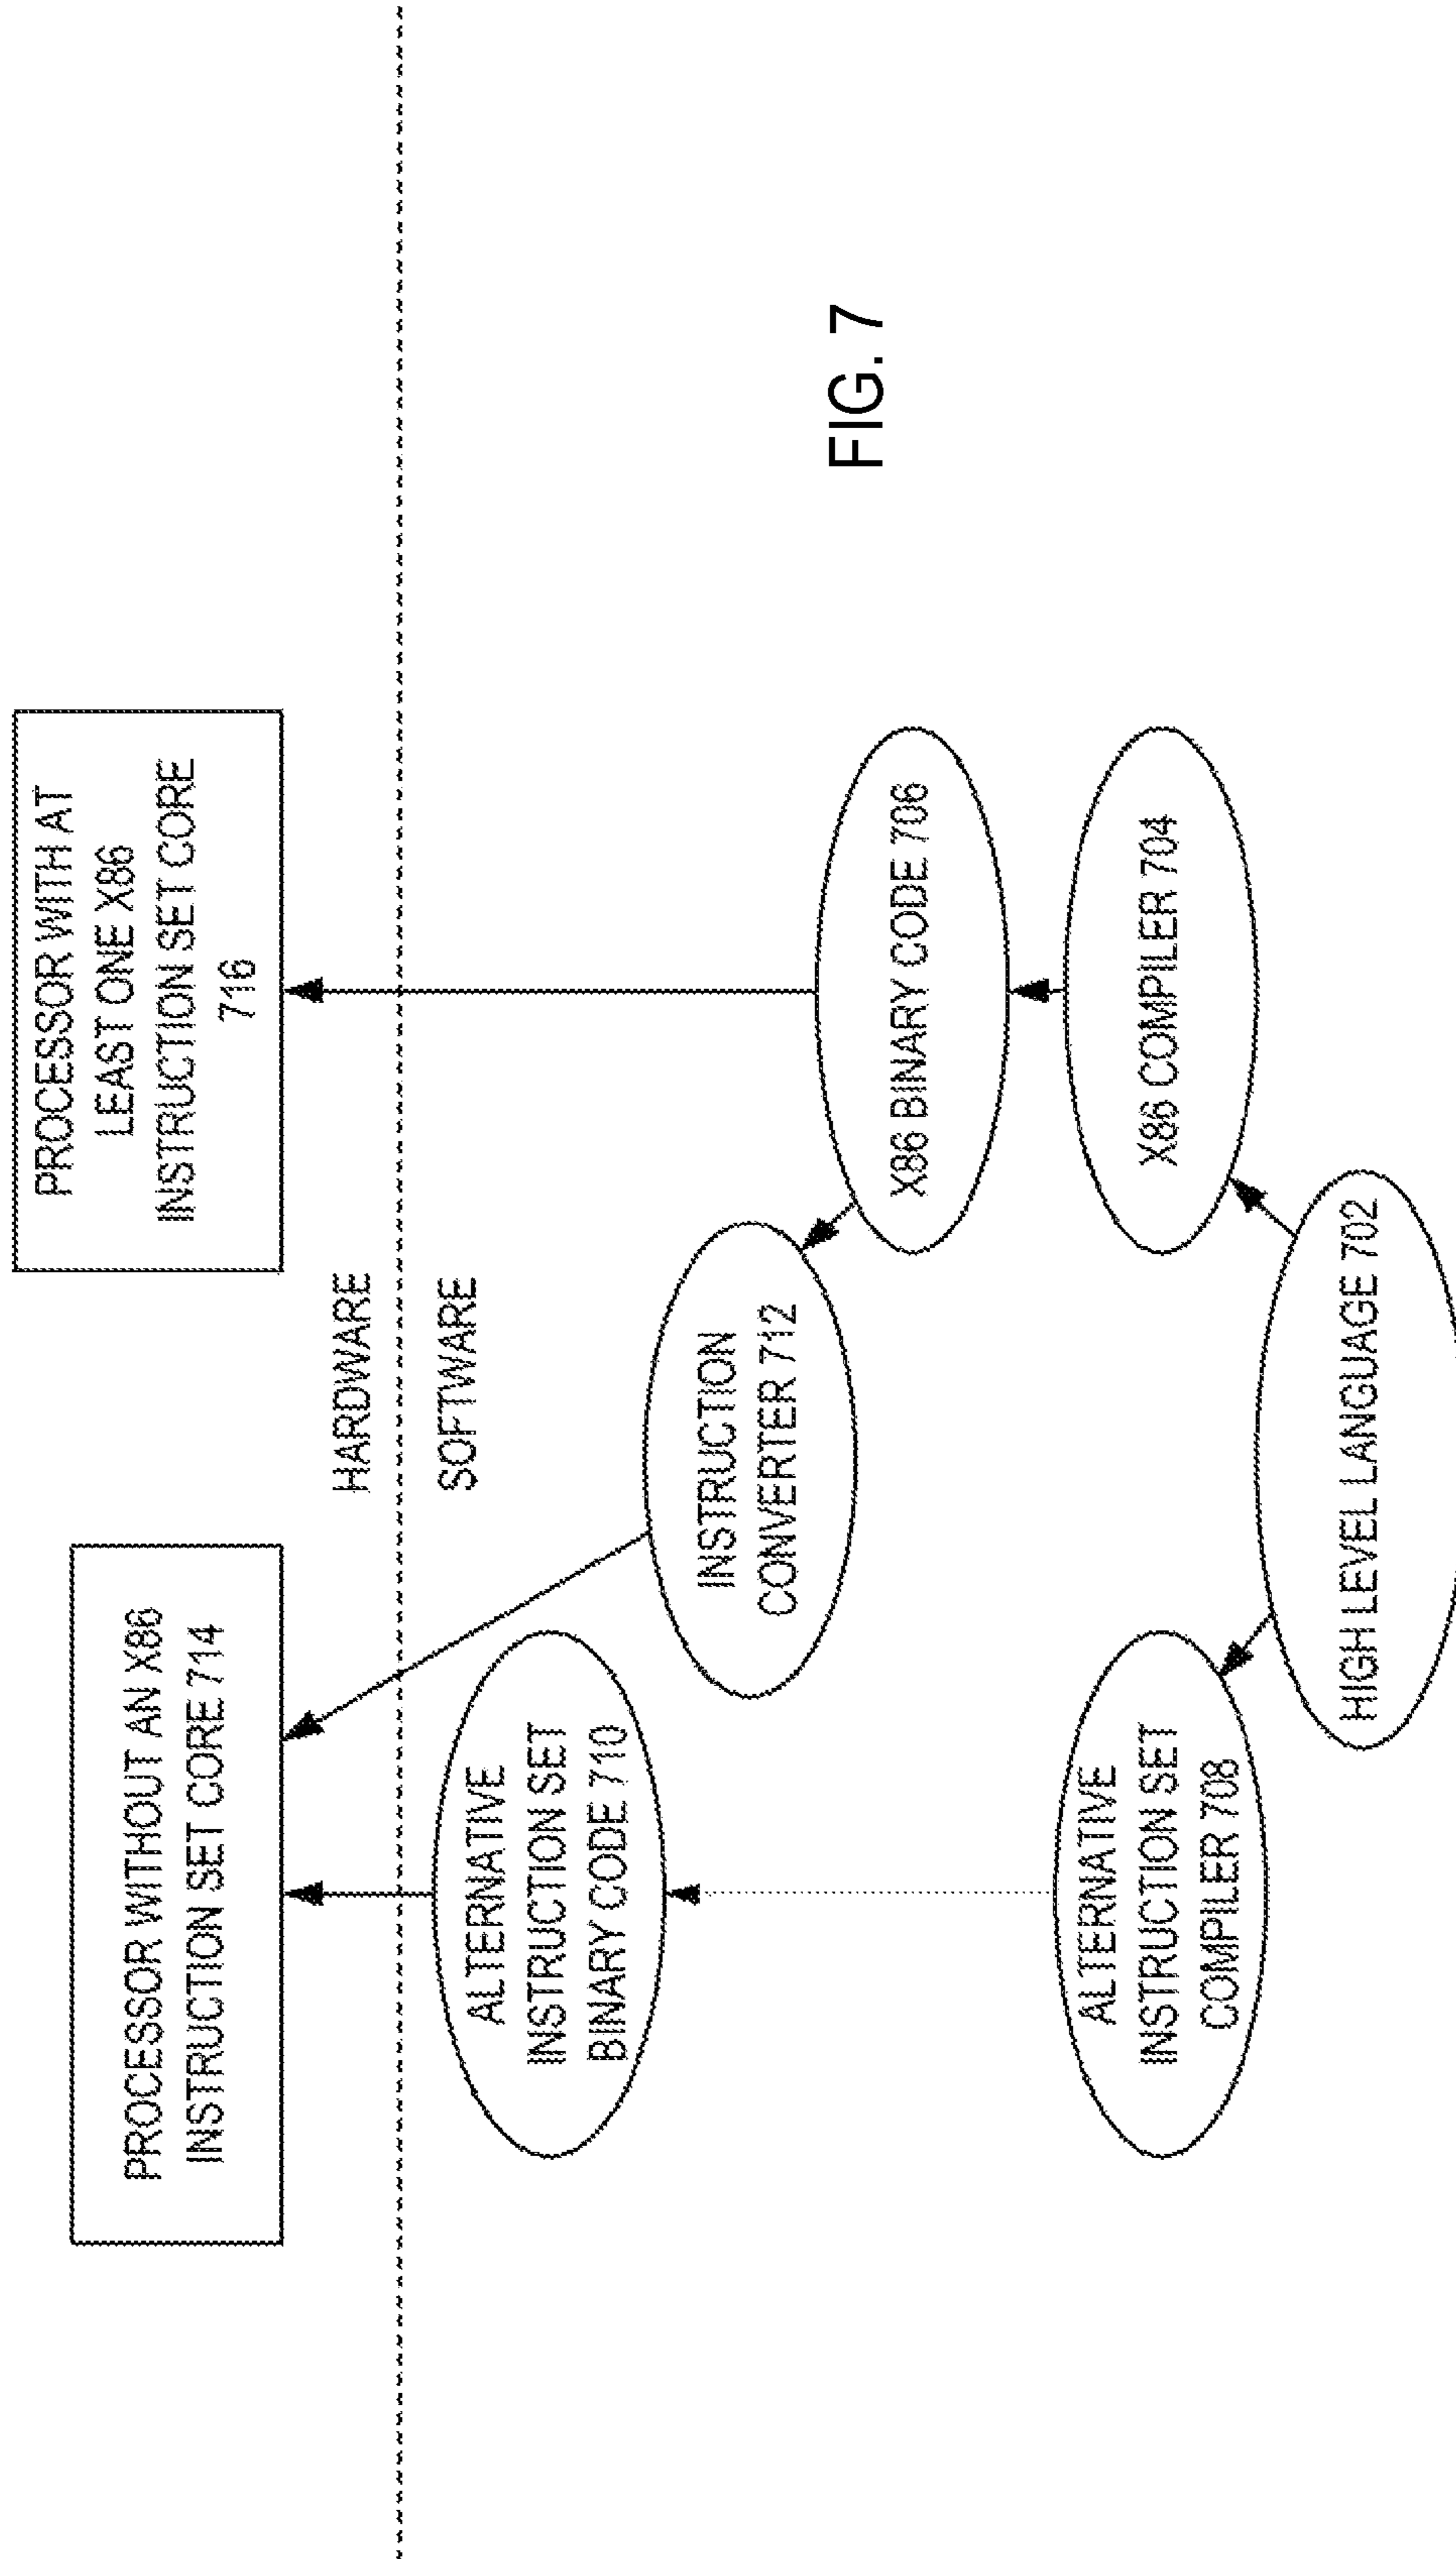 PROCESSOR WITHOUT AN X86
INSTRUCTION SET CORE 714
PROCESSOR WITH AT
LEAST ONE X86
INSTRUCTION SET CORE
716
HARDWARE
SOFTWARE
ALTERNATIVE
INSTRUCTION SET
BINARY CODE 710
INSTRUCTION
CONVERTER 712
X86 BINARY CODE 706
ALTERNATIVE
INSTRUCTION SET
COMPILER 708
X86 COMPILER 704
HIGH LEVEL LANGUAGE 702
FIG. 7